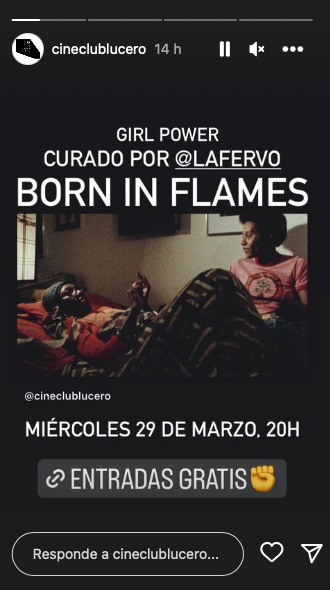 cineclublucero 14 h
GIRL POWER
CURADO POR @LAFERVO
BORN IN FLAMES
@cineclublucero
MIÉRCOLES 29 DE MARZO, 20H
ENTRADAS GRATIS✊
Responde a cineclublucero...